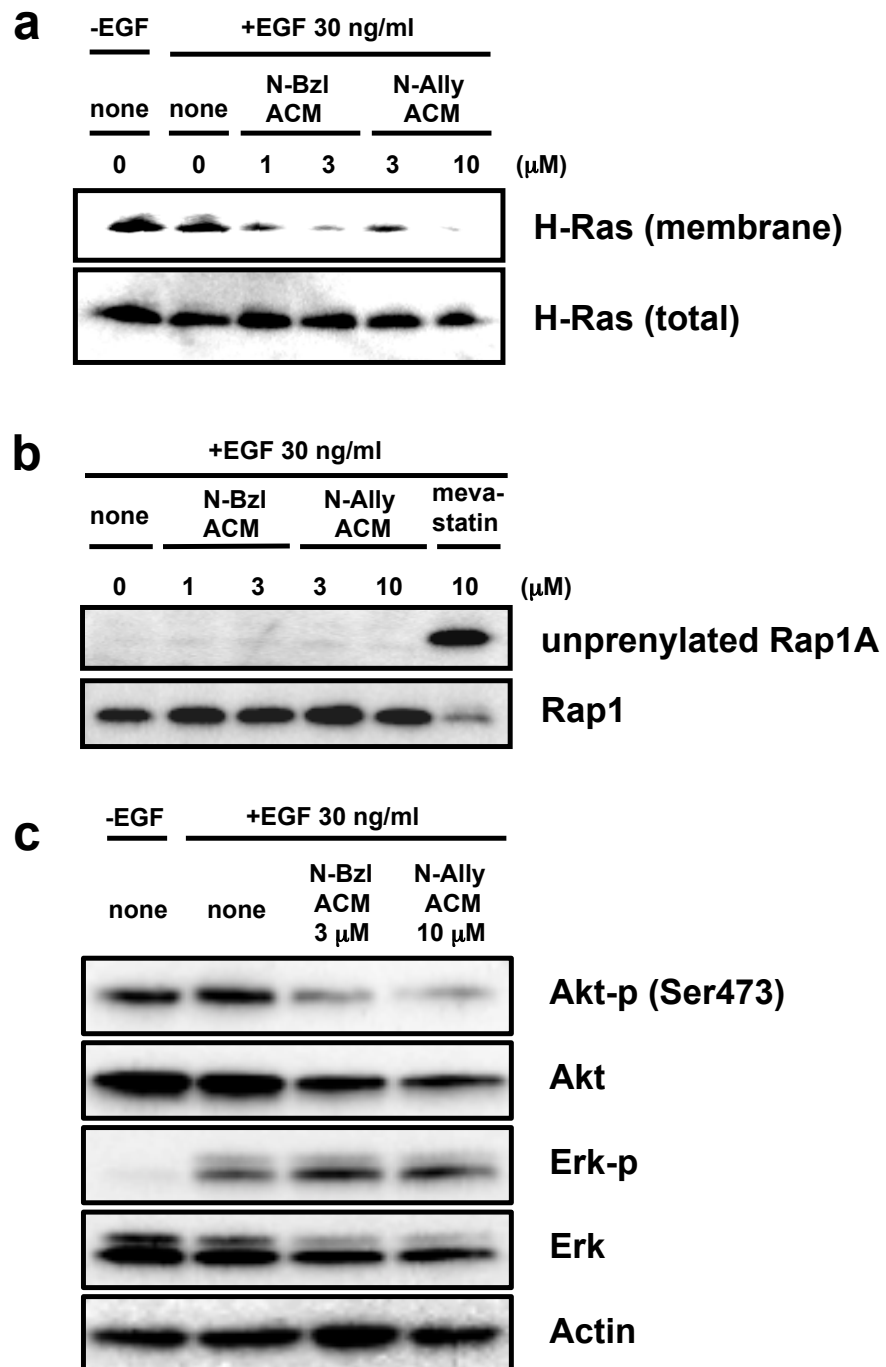 a
-EGF +EGF 30 ng/ml
none none N-Bzl ACM N-Ally ACM
0 0 1 3 3 10 (μM)
H-Ras (membrane)
H-Ras (total)
b
+EGF 30 ng/ml
none N-Bzl ACM N-Ally ACM meva-statin
0 1 3 3 10 10 (μM)
unprenylated Rap1A
Rap1
c
-EGF +EGF 30 ng/ml
none none N-Bzl ACM 3 μM N-Ally ACM 10 μM
Akt-p (Ser473)
Akt
Erk-p
Erk
Actin